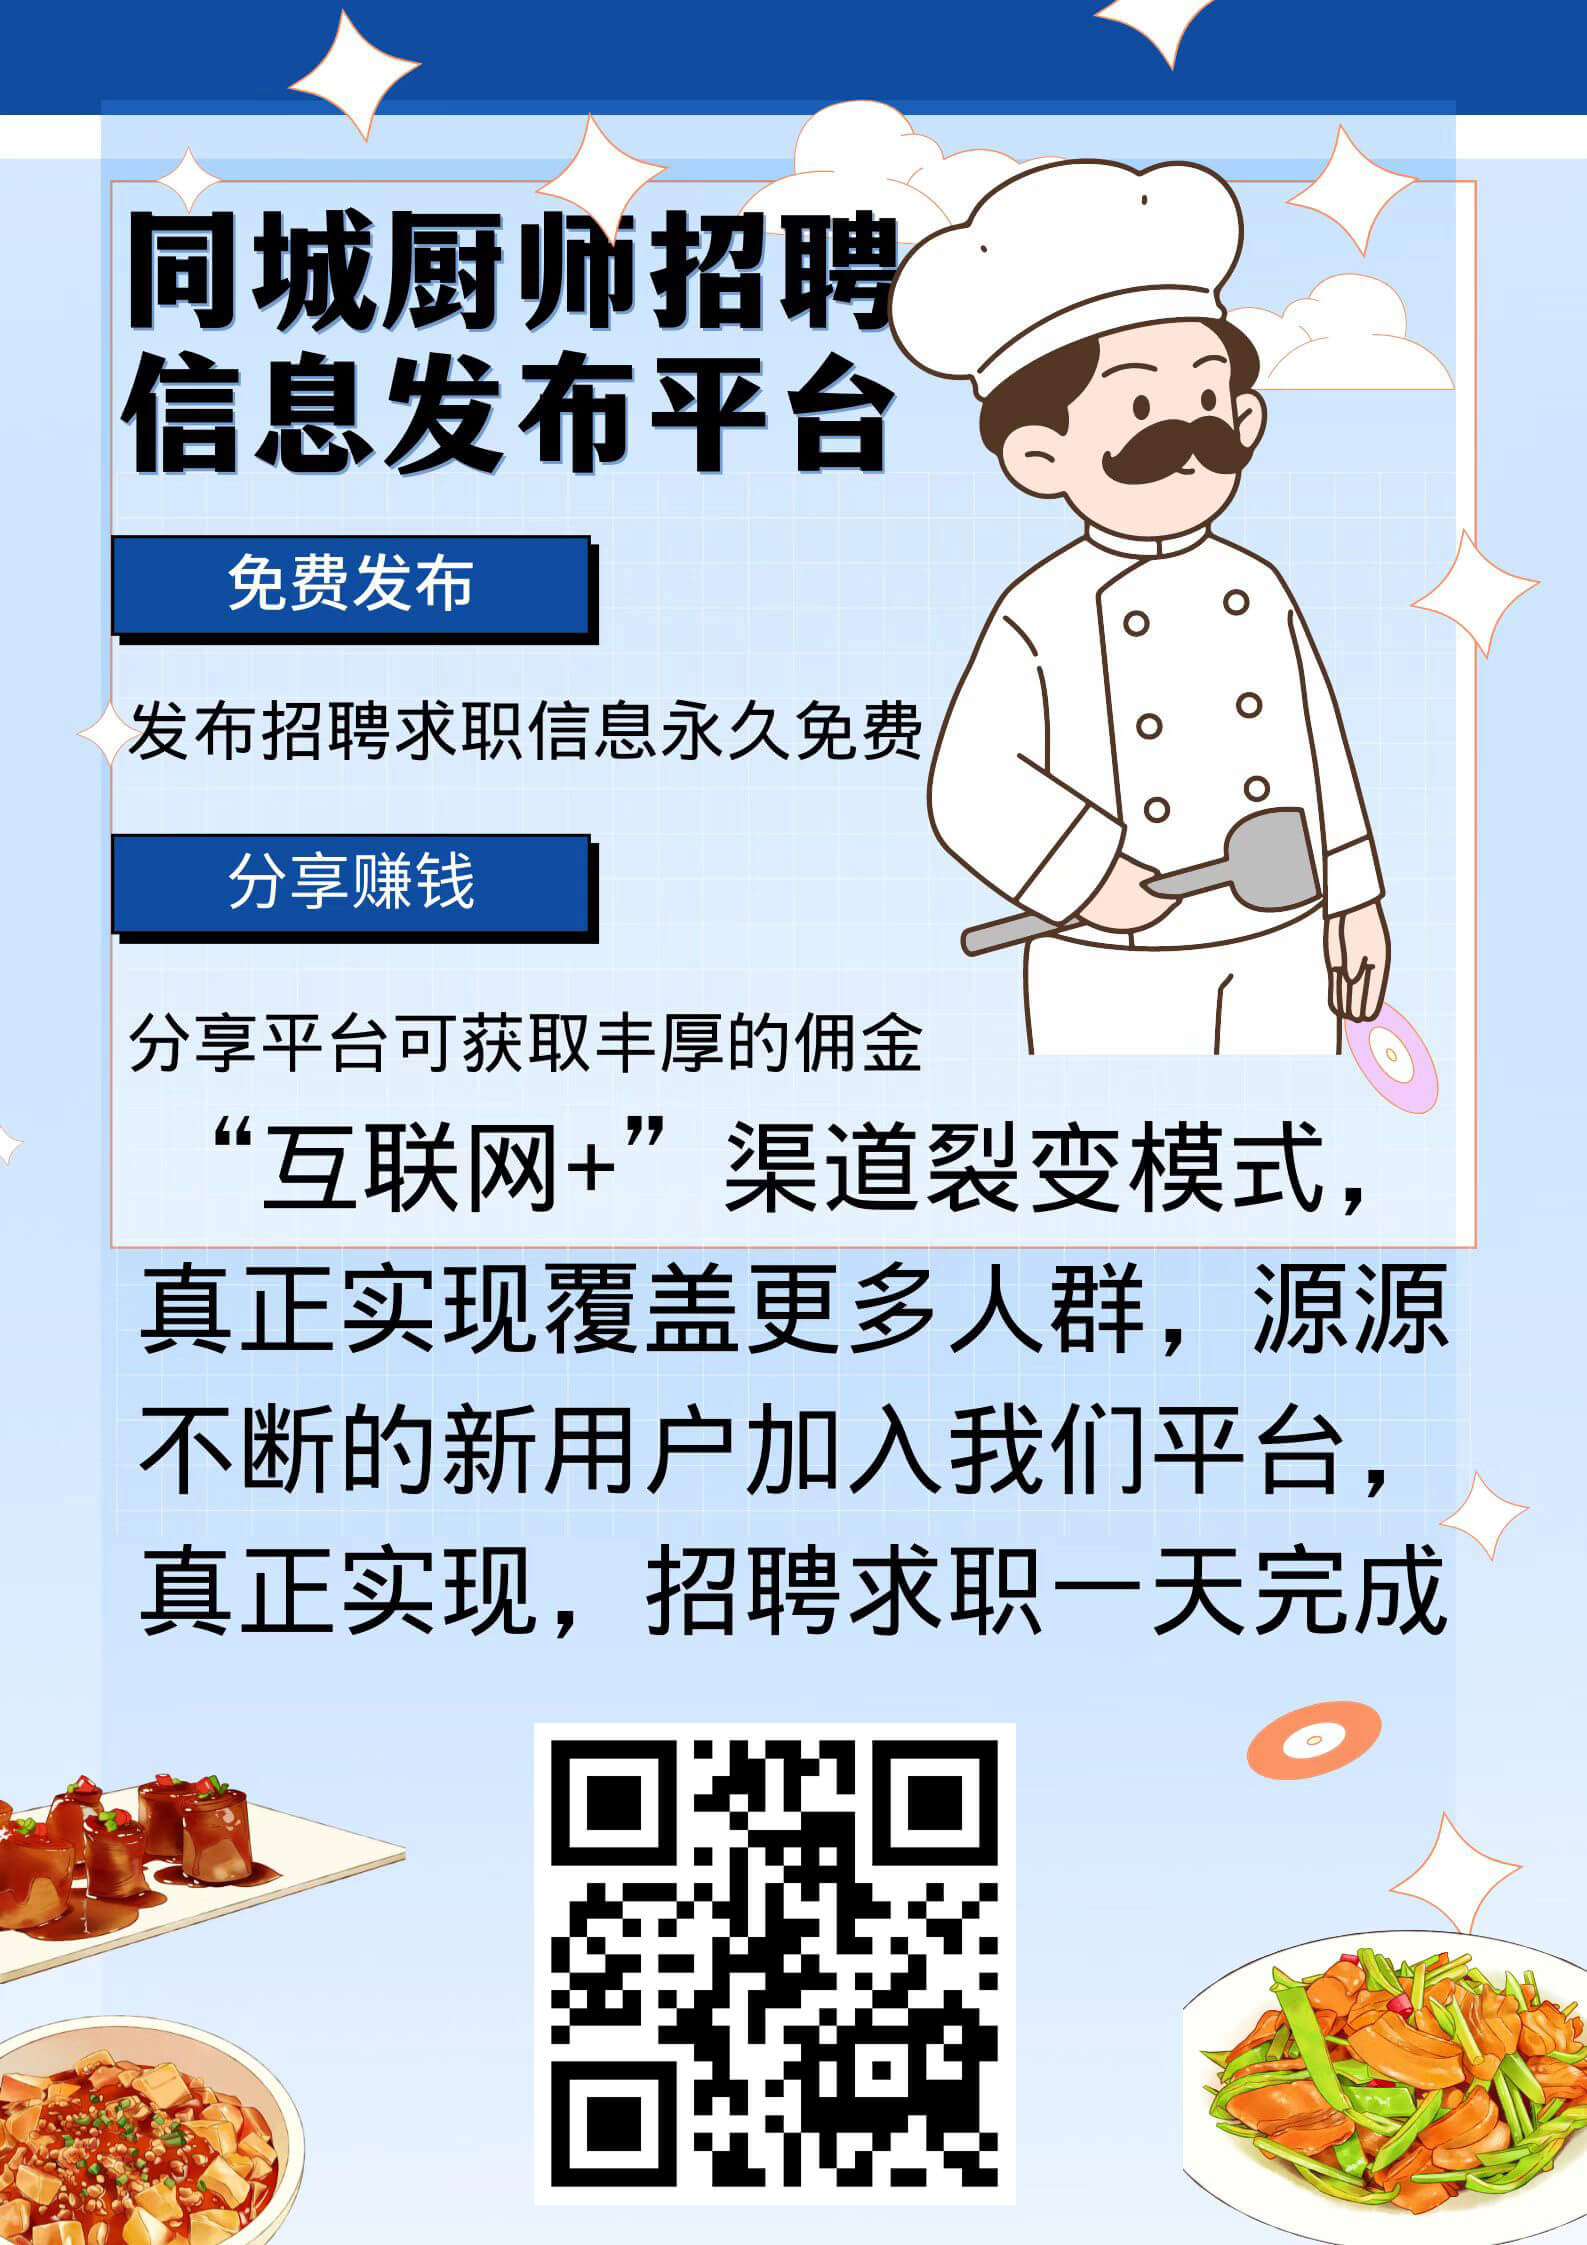 同城厨师招聘
信息发布平台
免费发布
发布招聘求职信息永久免费
分享赚钱
分享平台可获取丰厚的佣金
“互联网+”渠道裂变模式，
真正实现覆盖更多人群，源源
不断的新用户加入我们平台，
真正实现，招聘求职一天完成